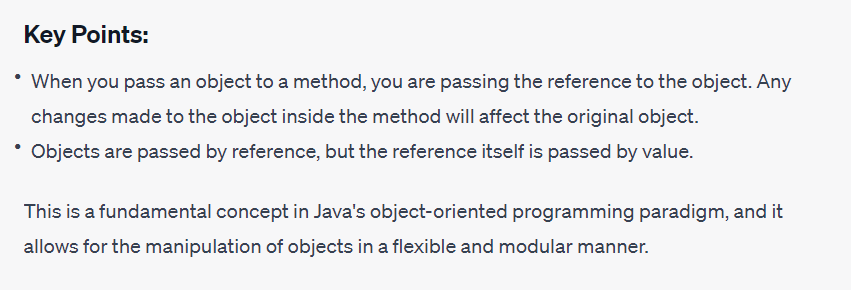 Key Points:
• When you pass an object to a method, you are passing the reference to the object. Any
changes made to the object inside the method will affect the original object.
• Objects are passed by reference, but the reference itself is passed by value.
This is a fundamental concept in Java's object-oriented programming paradigm, and it
allows for the manipulation of objects in a flexible and modular manner.